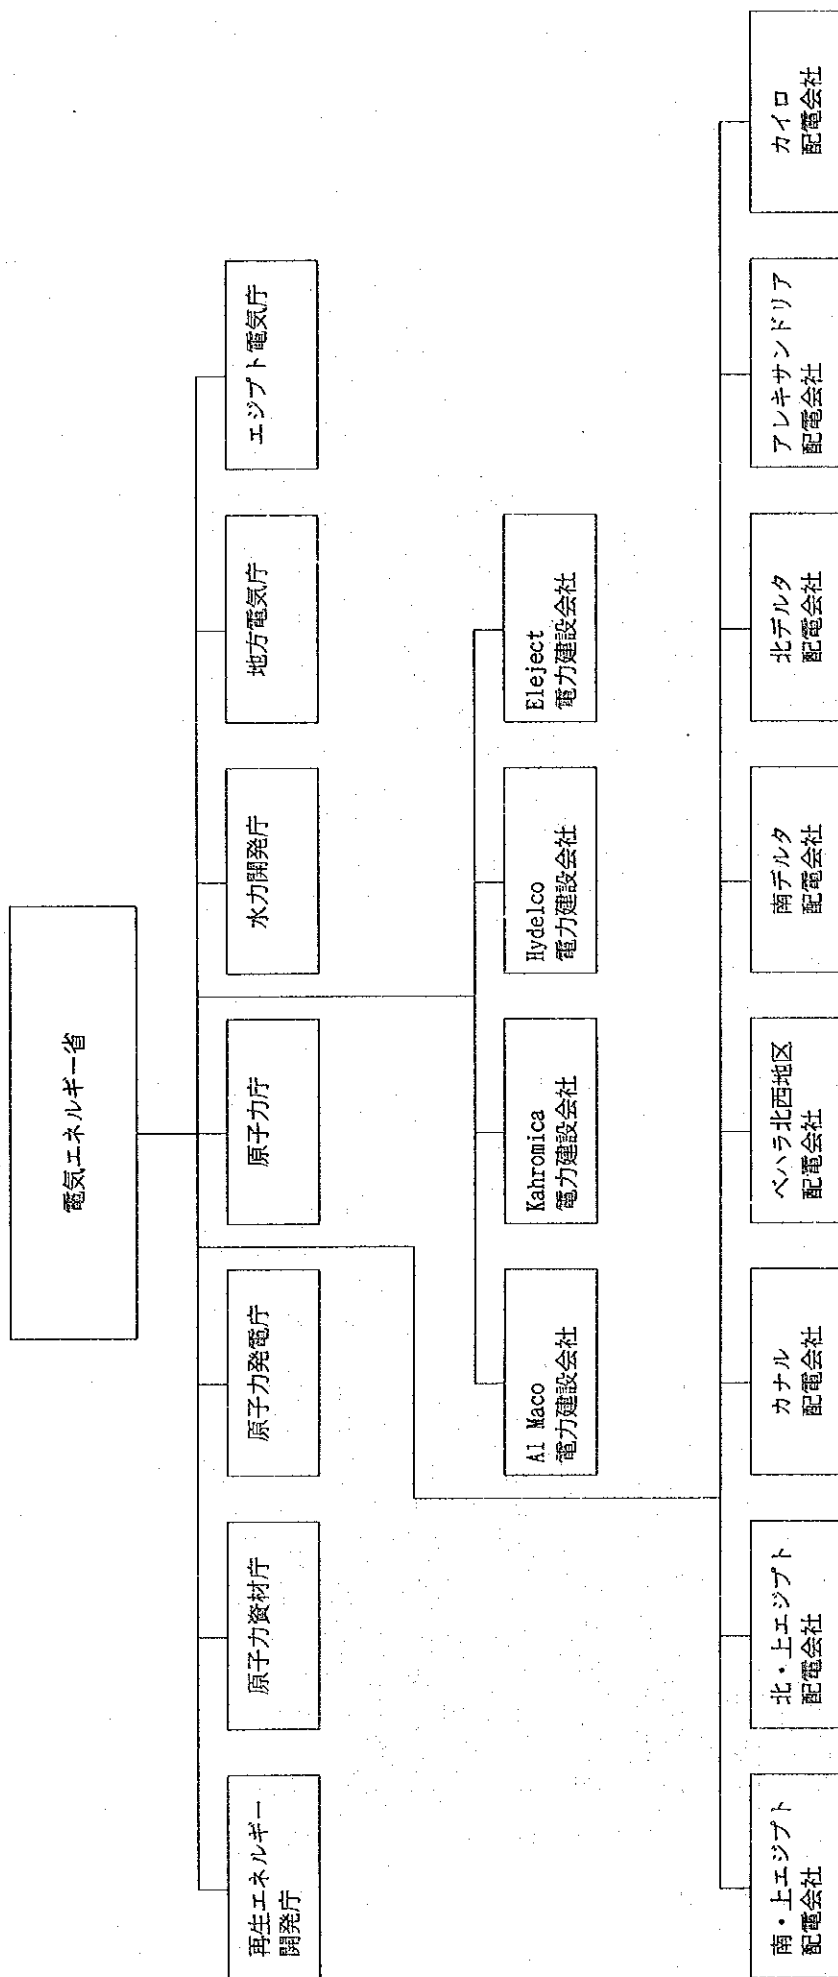 電気エネルギー省
再生エネルギー
開発庁
原子力資材庁
原子力発電庁
原子力庁
水力開発庁
地方電気庁
エジプト電気庁
Al Maco
電力建設会社
Kahromica
電力建設会社
Hydelco
電力建設会社
Eleject
電力建設会社
南・上エジプト
配電会社
北・上エジプト
配電会社
カナル
配電会社
ベハラ北西地区
配電会社
南デルタ
配電会社
北デルタ
配電会社
アレキサンドリア
配電会社
カイロ
配電会社